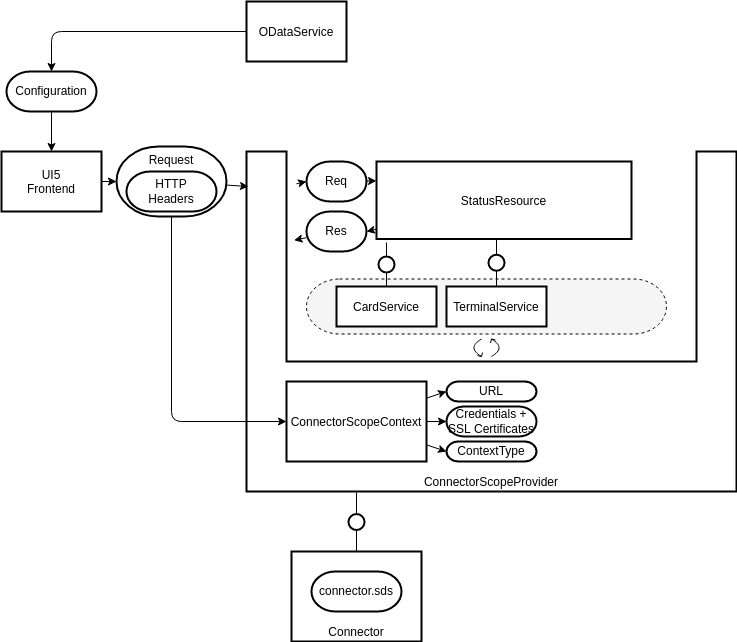 ODataService
Configuration
UI5
Frontend
Request
HTTP
Headers
Req
Res
StatusResource
CardService
TerminalService
ConnectorScopeContext
URL
Credentials +
SSL Certificates
ContextType
ConnectorScopeProvider
connector.sds
Connector